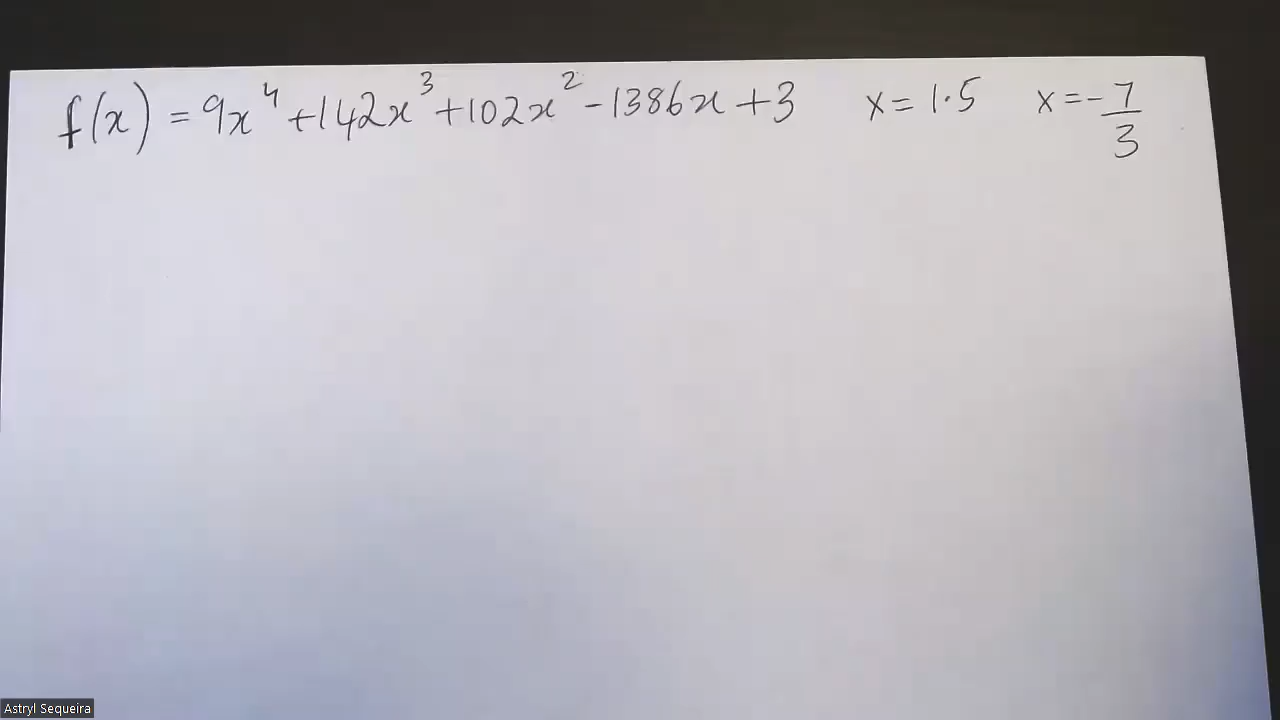 f(x) = 9x⁴ +142x³ +102x² -1386x +3 x = 1.5 x = -7/3
Astryl Sequeira